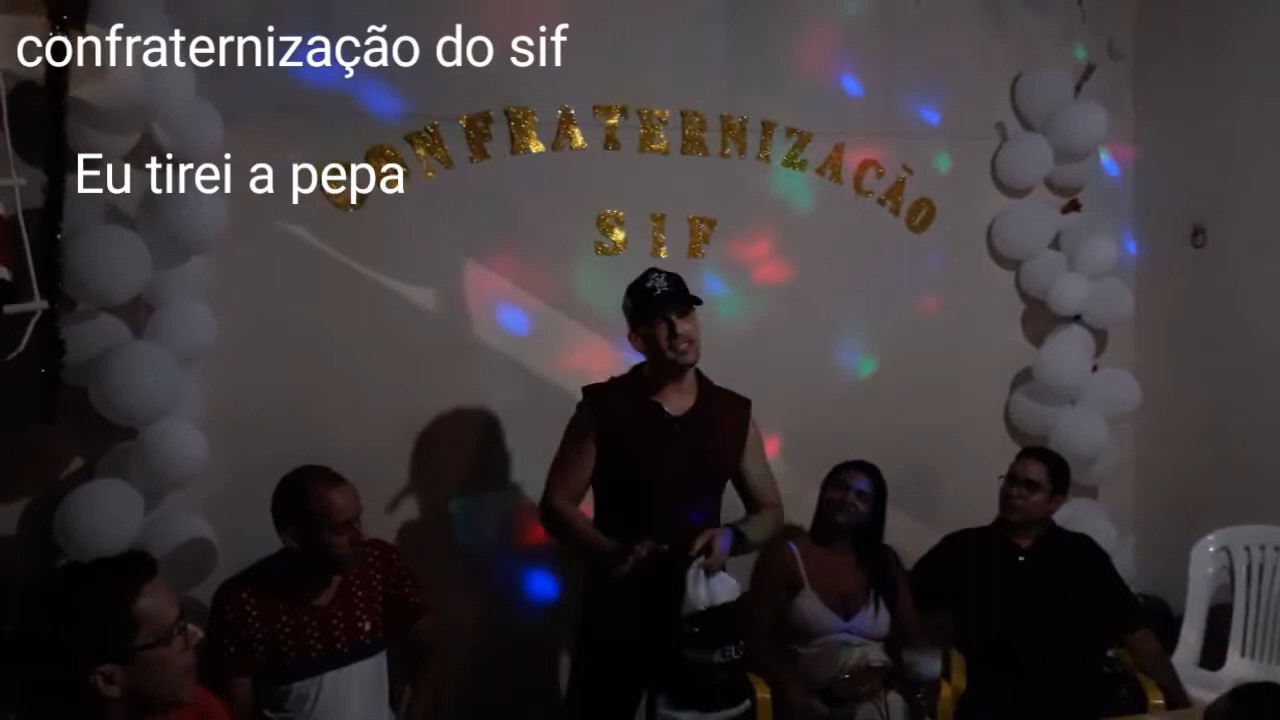 confraternização do sif
CONFRATERNIZAÇÃO
Eu tirei a pepa
SIF